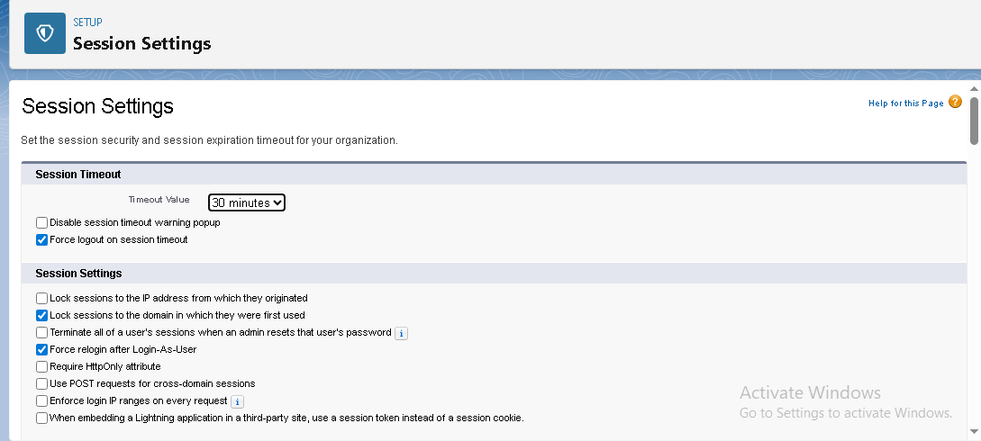 SETUP
Session Settings
Session Settings
Help for this Page ?
Set the session security and session expiration timeout for your organization.
Session Timeout
Timeout Value 30 minutes
Disable session timeout warning popup
Force logout on session timeout
Session Settings
Lock sessions to the IP address from which they originated
Lock sessions to the domain in which they were first used
Terminate all of a user's sessions when an admin resets that user's password i
Force relogin after Login-As-User
Require HttpOnly attribute
Use POST requests for cross-domain sessions
Enforce login IP ranges on every request i
When embedding a Lightning application in a third-party site, use a session token instead of a session cookie.
Activate Windows
Go to Settings to activate Windows.